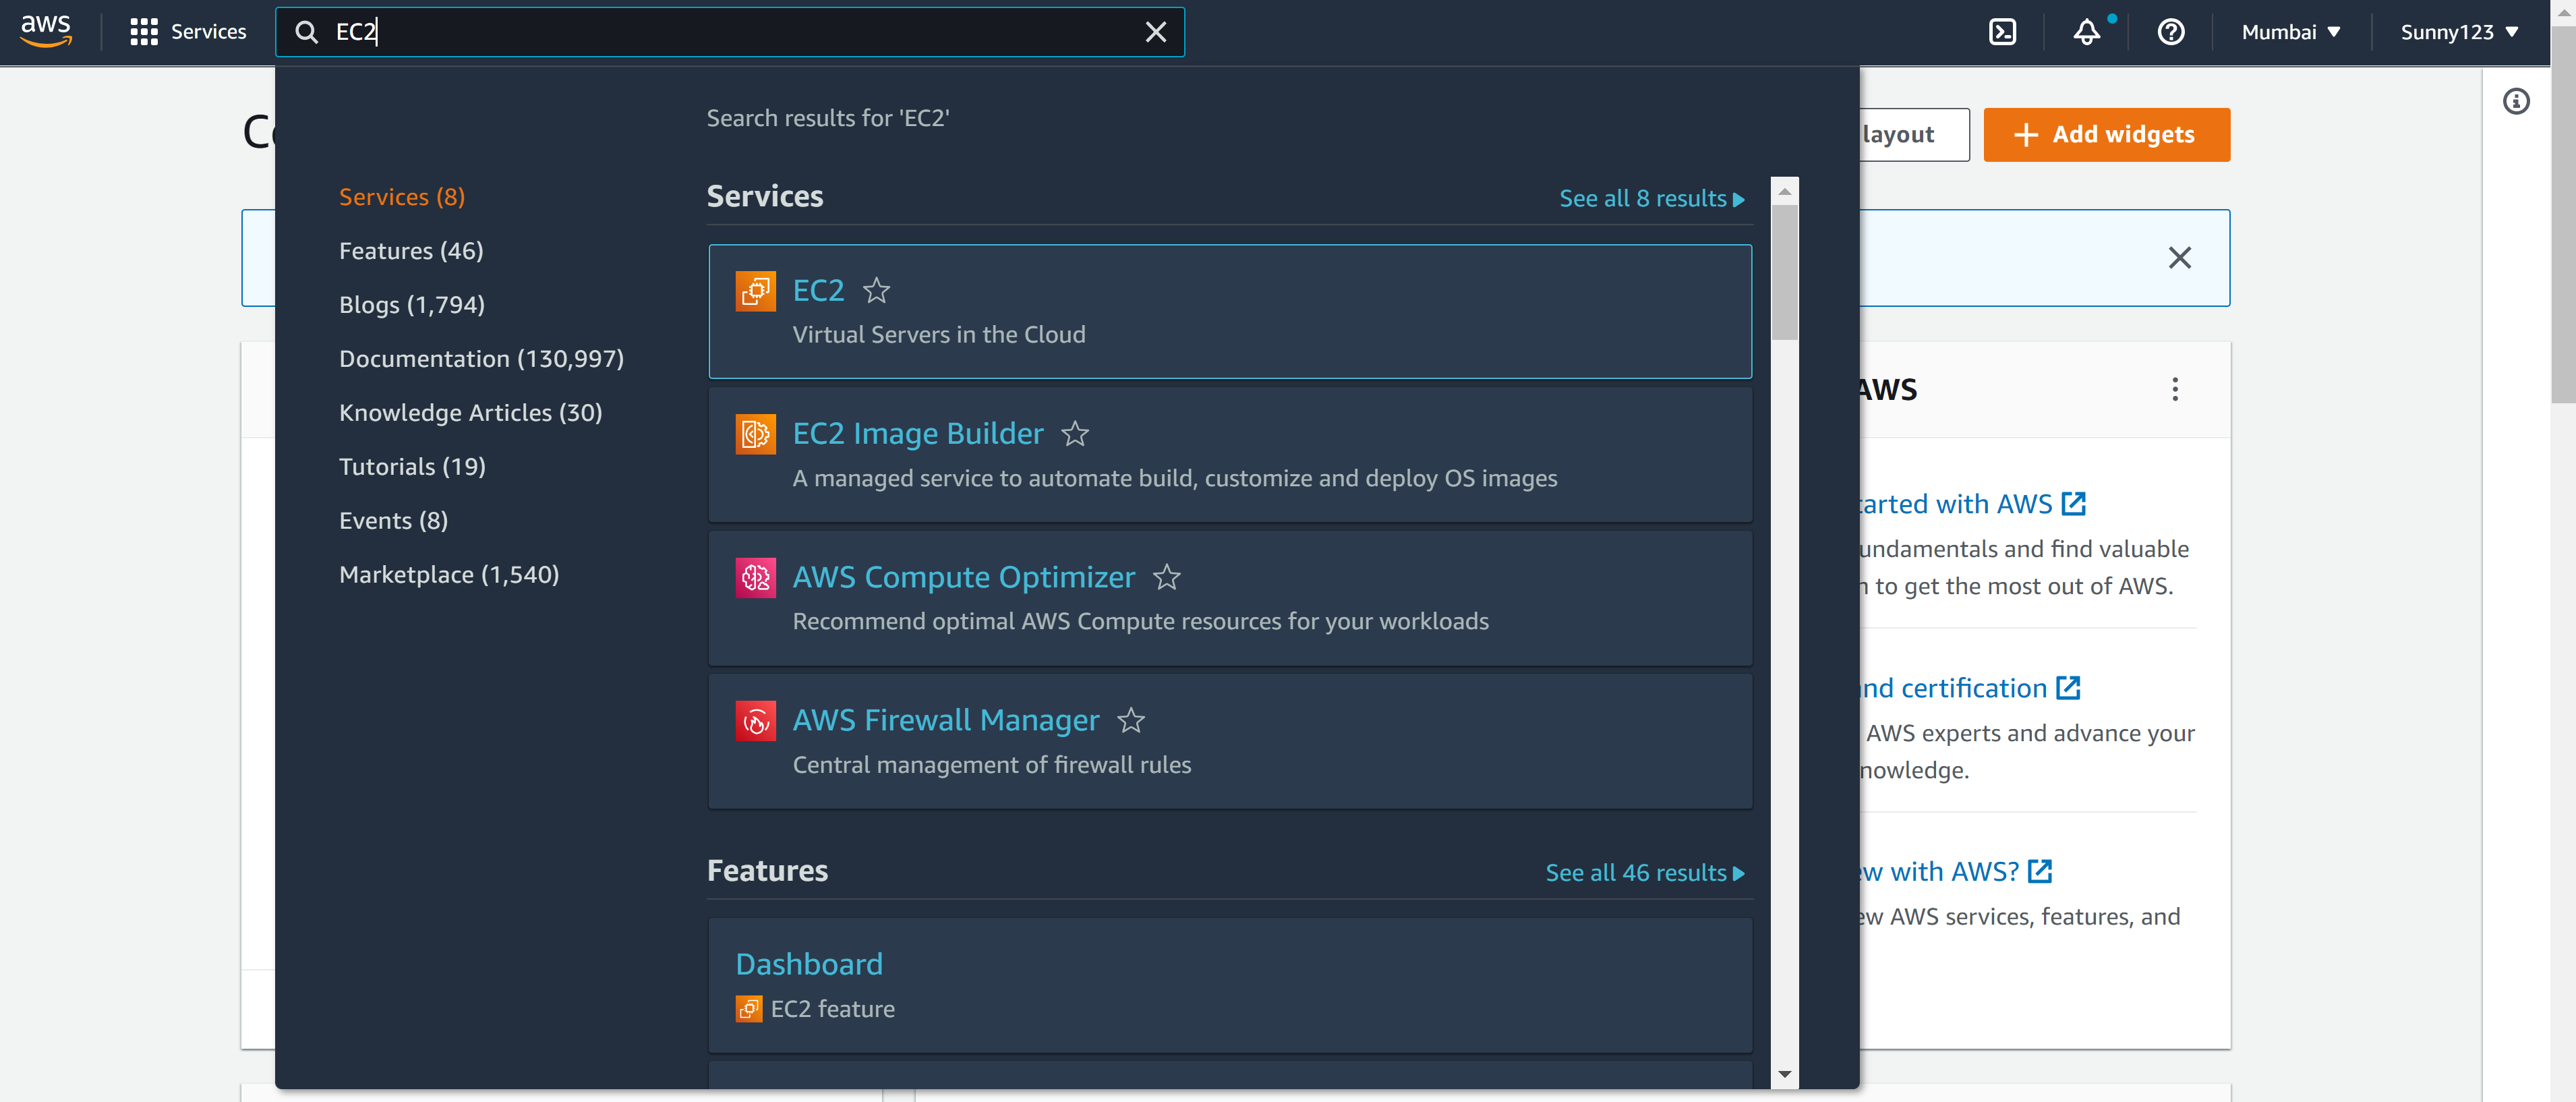 aws
Services
EC2
Mumbai
Sunny123
Search results for 'EC2'
Services (8)
Features (46)
Blogs (1,794)
Documentation (130,997)
Knowledge Articles (30)
Tutorials (19)
Events (8)
Marketplace (1,540)
Services
See all 8 results
EC2
Virtual Servers in the Cloud
EC2 Image Builder
A managed service to automate build, customize and deploy OS images
AWS Compute Optimizer
Recommend optimal AWS Compute resources for your workloads
AWS Firewall Manager
Central management of firewall rules
Features
See all 46 results
Dashboard
EC2 feature
layout
Add widgets
AWS
with AWS
and find valuable
to get the most out of AWS.
certification
AWS experts and advance your
with AWS?
AWS services, features, and